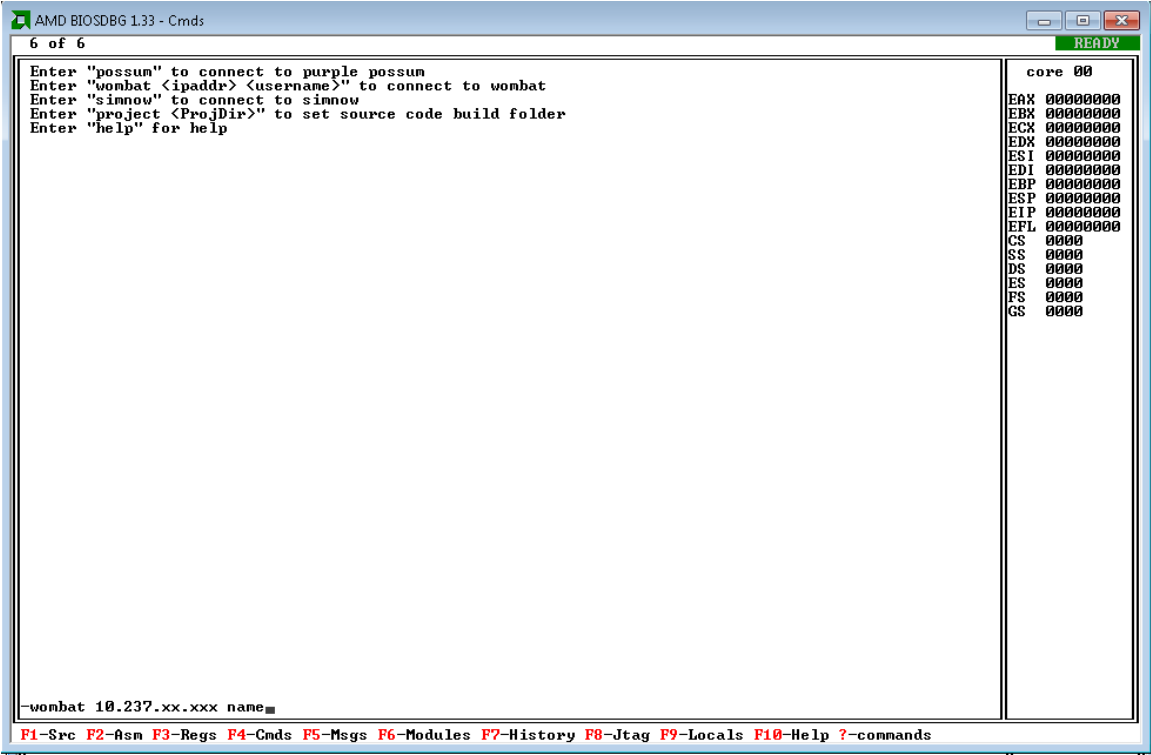 AMD BIOSDBG 1.33 - Cmds
6 of 6
READY
Enter "possum" to connect to purple possum
Enter "wombat <ipaddr> <username>" to connect to wombat
Enter "simnow" to connect to simnow
Enter "project <ProjDir>" to set source code build folder
Enter "help" for help
core 00
EAX 00000000
EBX 00000000
ECX 00000000
EDX 00000000
ESI 00000000
EDI 00000000
EBP 00000000
ESP 00000000
EIP 00000000
EFL 00000000
CS 0000
SS 0000
DS 0000
ES 0000
FS 0000
GS 0000
-wombat 10.237.xx.xxx name
F1-Src F2-Asm F3-Regs F4-Cmds F5-Msgs F6-Modules F7-History F8-Jtag F9-Locals F10-Help ?-commands